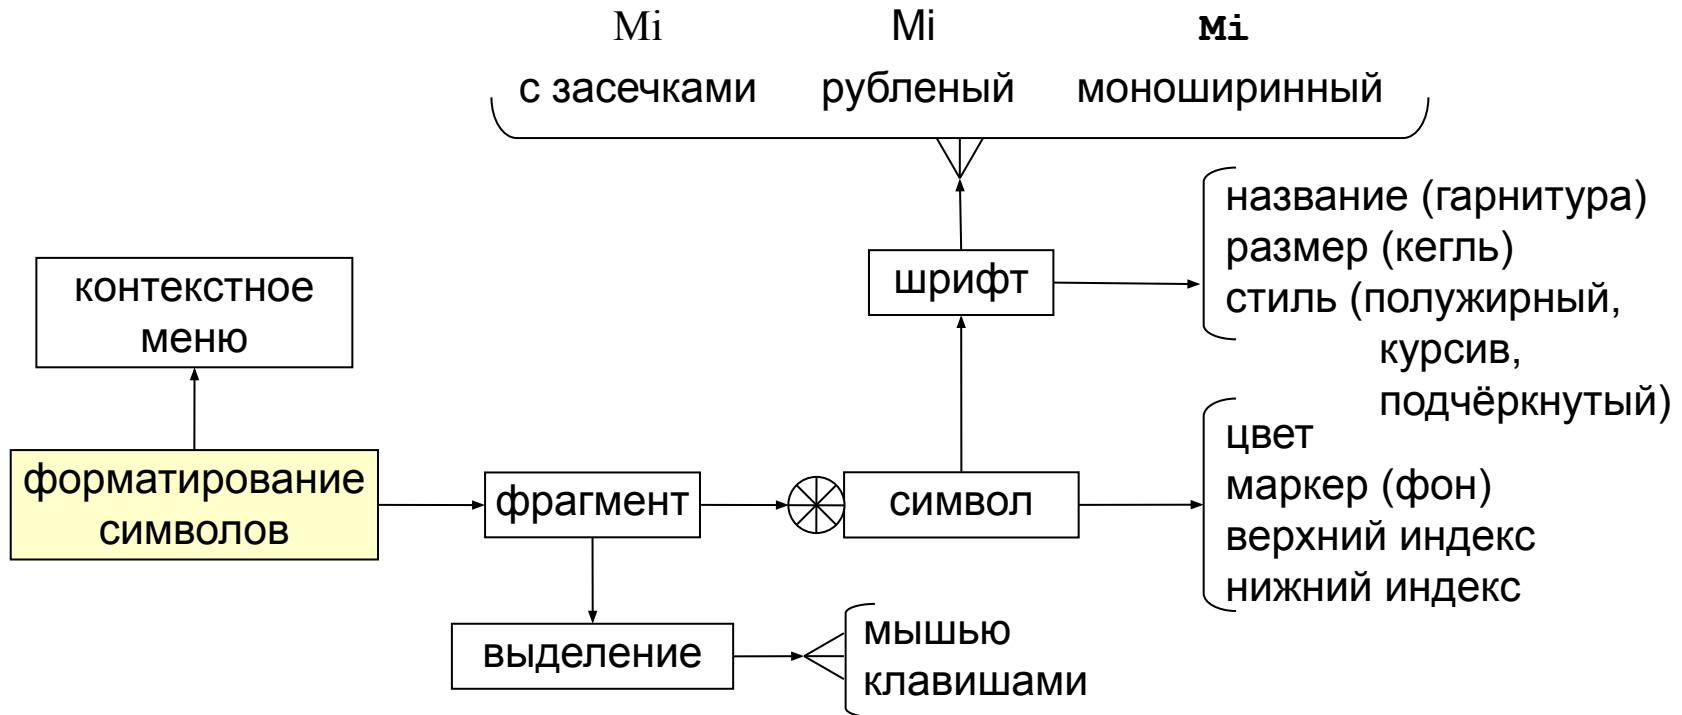 Mi Mi Mi
с засечками рубленый моноширинный
название (гарнитура)
размер (кегль)
стиль (полужирный,
курсив,
подчёркнутый)
шрифт
контекстное
меню
форматирование
символов
фрагмент
символ
цвет
маркер (фон)
верхний индекс
нижний индекс
выделение
мышью
клавишами